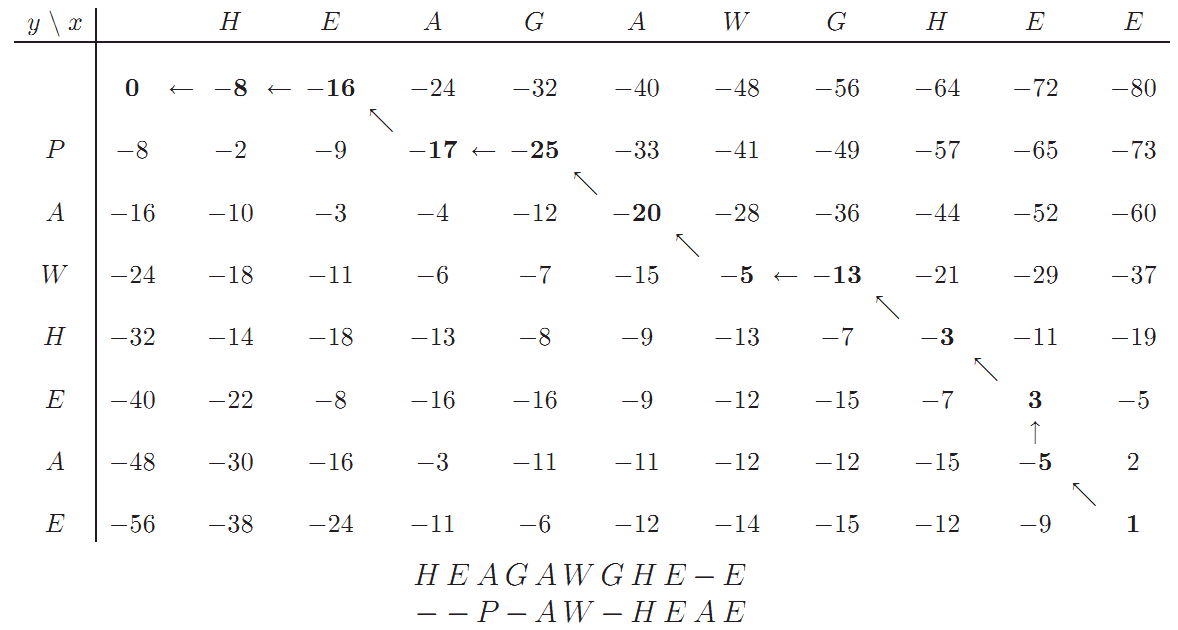 y \ x H E A G A W G H E E
0 ← −8 ← −16 −24 −32 −40 −48 −56 −64 −72 −80
P −8 −2 −9 −17 ← −25 −33 −41 −49 −57 −65 −73
A −16 −10 −3 −4 −12 −20 −28 −36 −44 −52 −60
W −24 −18 −11 −6 −7 −15 −5 ← −13 −21 −29 −37
H −32 −14 −18 −13 −8 −9 −13 −7 −3 −11 −19
E −40 −22 −8 −16 −16 −9 −12 −15 −7 3 −5
A −48 −30 −16 −3 −11 −11 −12 −12 −15 −5 2
E −56 −38 −24 −11 −6 −12 −14 −15 −12 −9 1
H E A G A W G H E − E
− − P − A W − H E A E